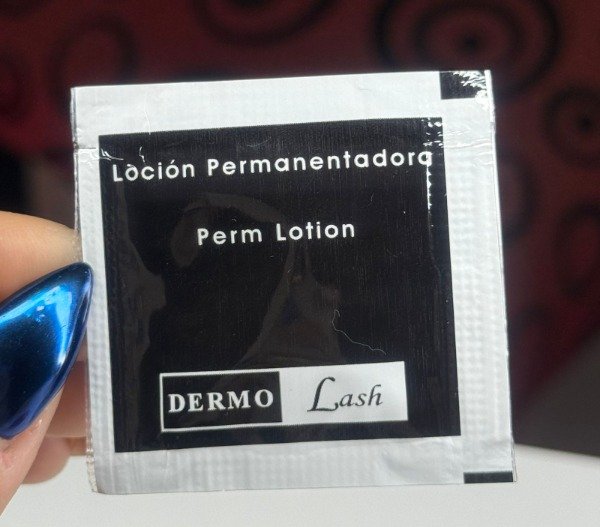 Loción Permanentadora
Perm Lotion
DERMO Lash